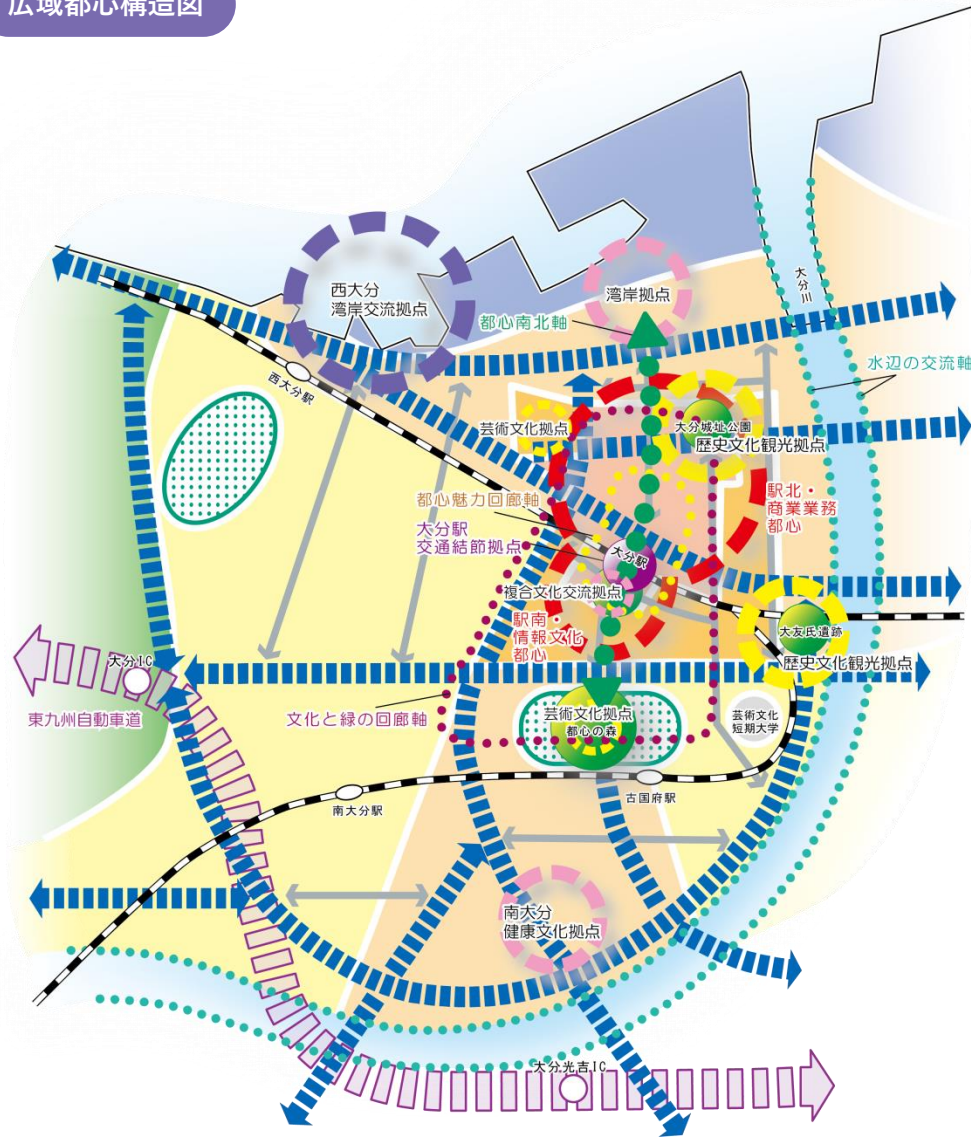 広域都心構造図
大分川
西大分
湾岸交流拠点
湾岸拠点
都心南北軸
水辺の交流軸
西大分駅
芸術文化拠点
大分城址公園
歴史文化観光拠点
都心魅力回廊軸
駅北・
商業業務
都心
大分駅
交通結節拠点
大分駅
複合文化交流拠点
駅南・
情報文化
都心
大友氏遺跡
歴史文化観光拠点
大分IC
東九州自動車道
文化と緑の回廊軸
芸術文化拠点
都心の森
芸術文化
短期大学
南大分駅
古国府駅
南大分
健康文化拠点
大分光吉IC